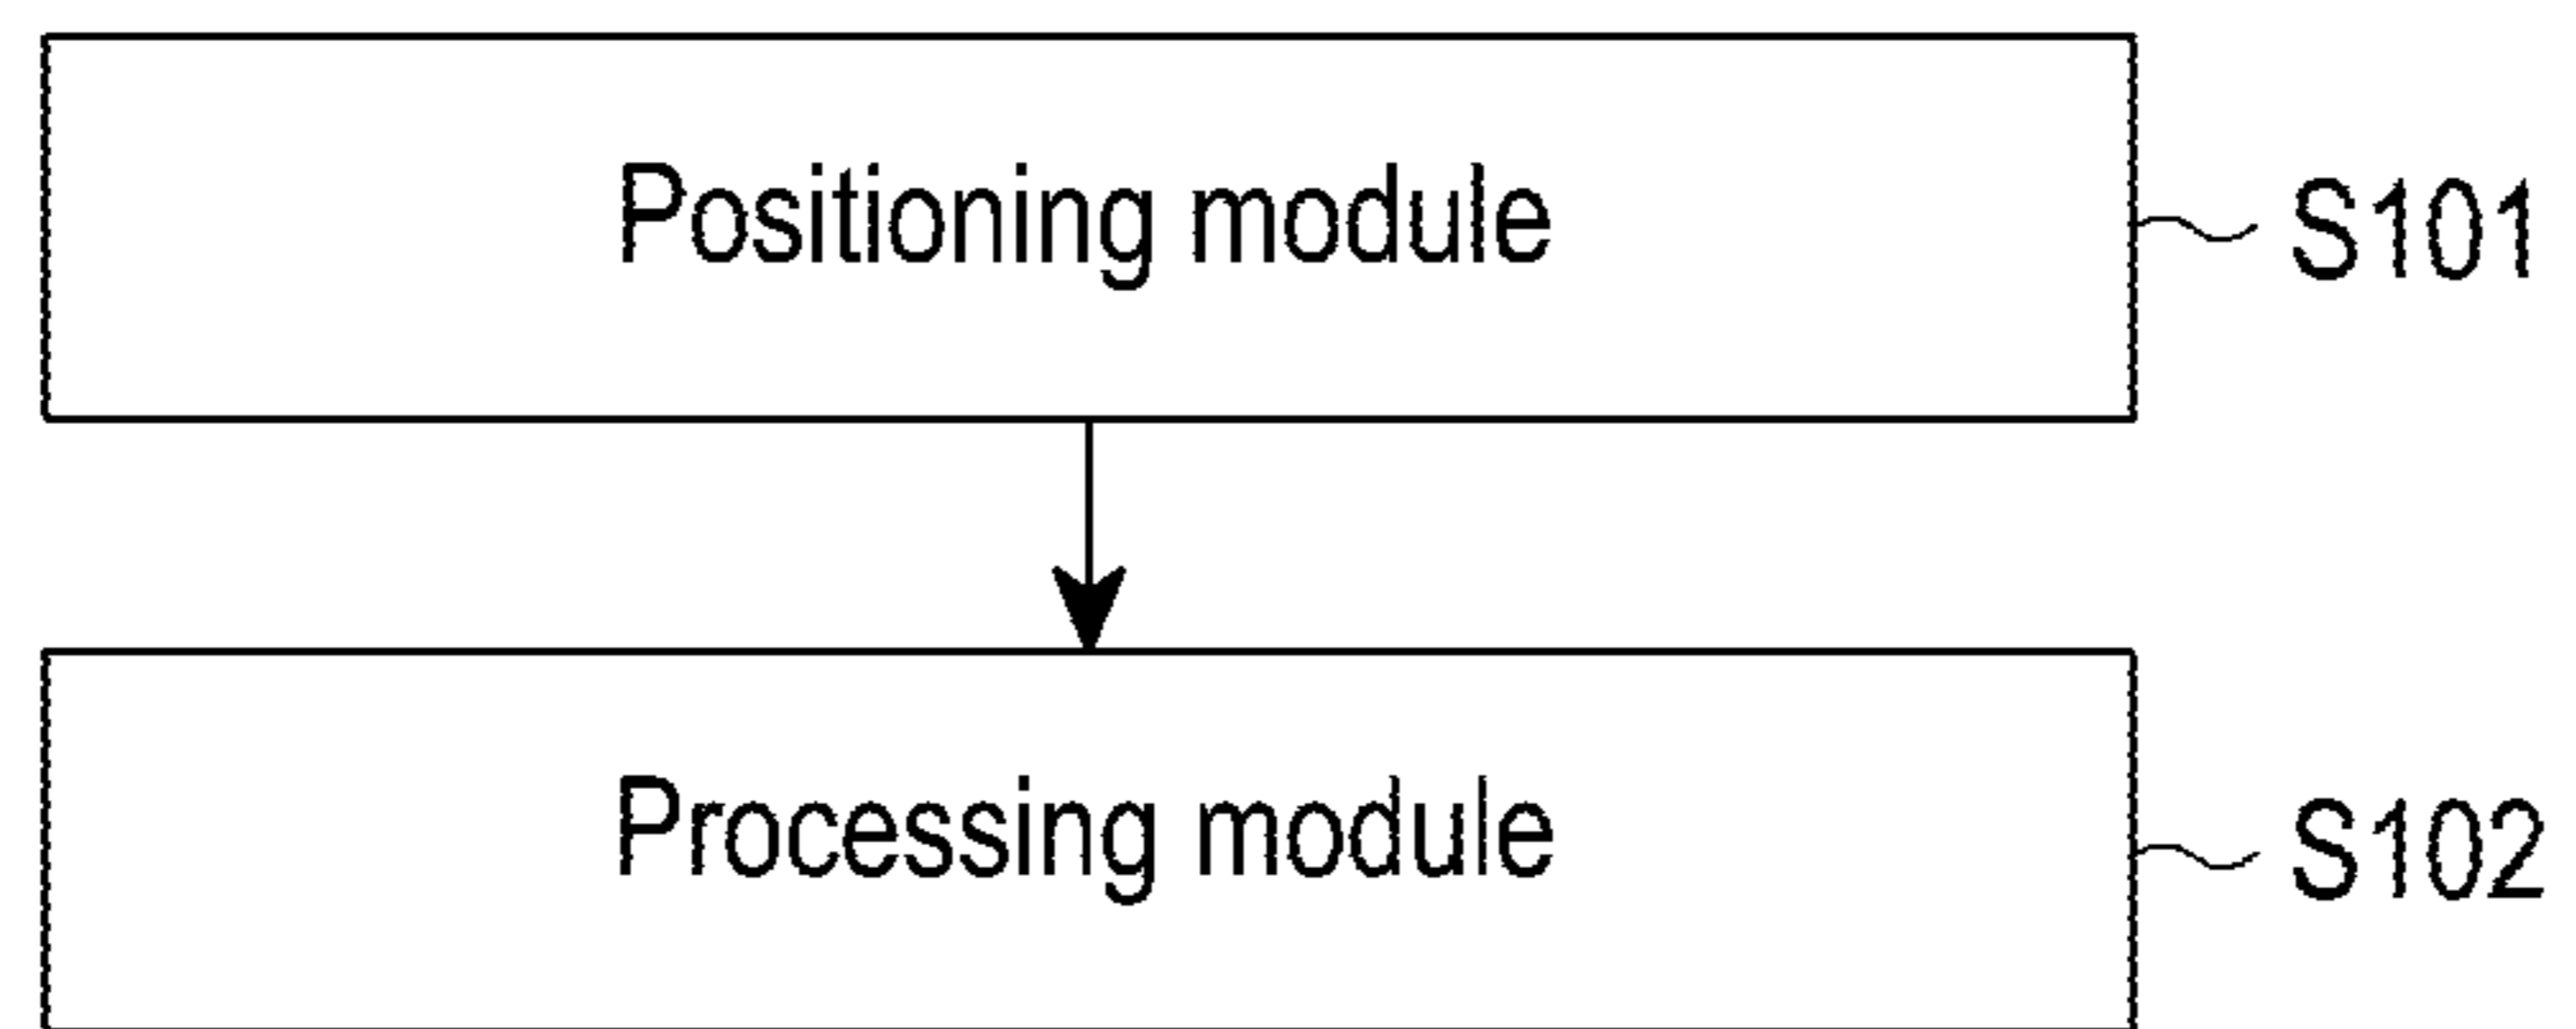 Positioning module
S101
Processing module
S102